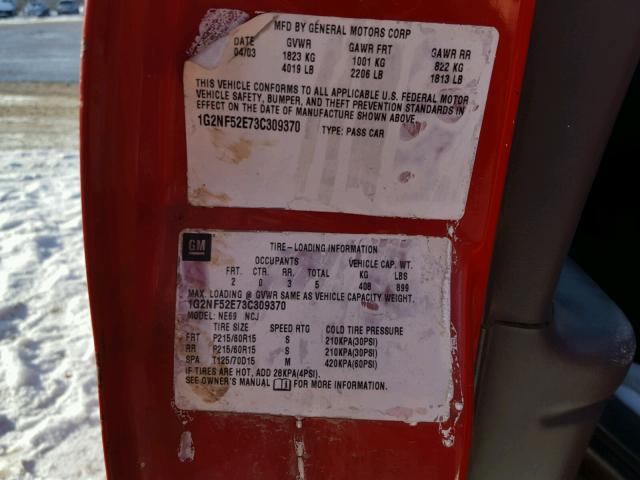 MFD BY GENERAL MOTORS CORP
DATE GVWR GAWR FRT GAWR RR
04/03 1823 KG 1001 KG 822 KG
4019 LB 2206 LB 1813 LB
THIS VEHICLE CONFORMS TO ALL APPLICABLE U.S. FEDERAL MOTOR
VEHICLE SAFETY, BUMPER, AND THEFT PREVENTION STANDARDS IN
EFFECT ON THE DATE OF MANUFACTURE SHOWN ABOVE.
1G2NF52E73C309370 TYPE: PASS CAR
GM
TIRE-LOADING INFORMATION
OCCUPANTS VEHICLE CAP. WT.
FRT. CTR. RR. TOTAL KG LBS
2 0 3 5 408 899
MAX. LOADING @ GVWR SAME AS VEHICLE CAPACITY WEIGHT.
1G2NF52E73C309370
MODEL: NE69 NCJ
TIRE SIZE SPEED RTG COLD TIRE PRESSURE
FRT P215/60R15 S 210KPA(30PSI)
RR P215/60R15 S 210KPA(30PSI)
SPA T125/70D15 M 420KPA(60PSI)
IF TIRES ARE HOT, ADD 28KPA(4PSI).
SEE OWNER'S MANUAL FOR MORE INFORMATION.